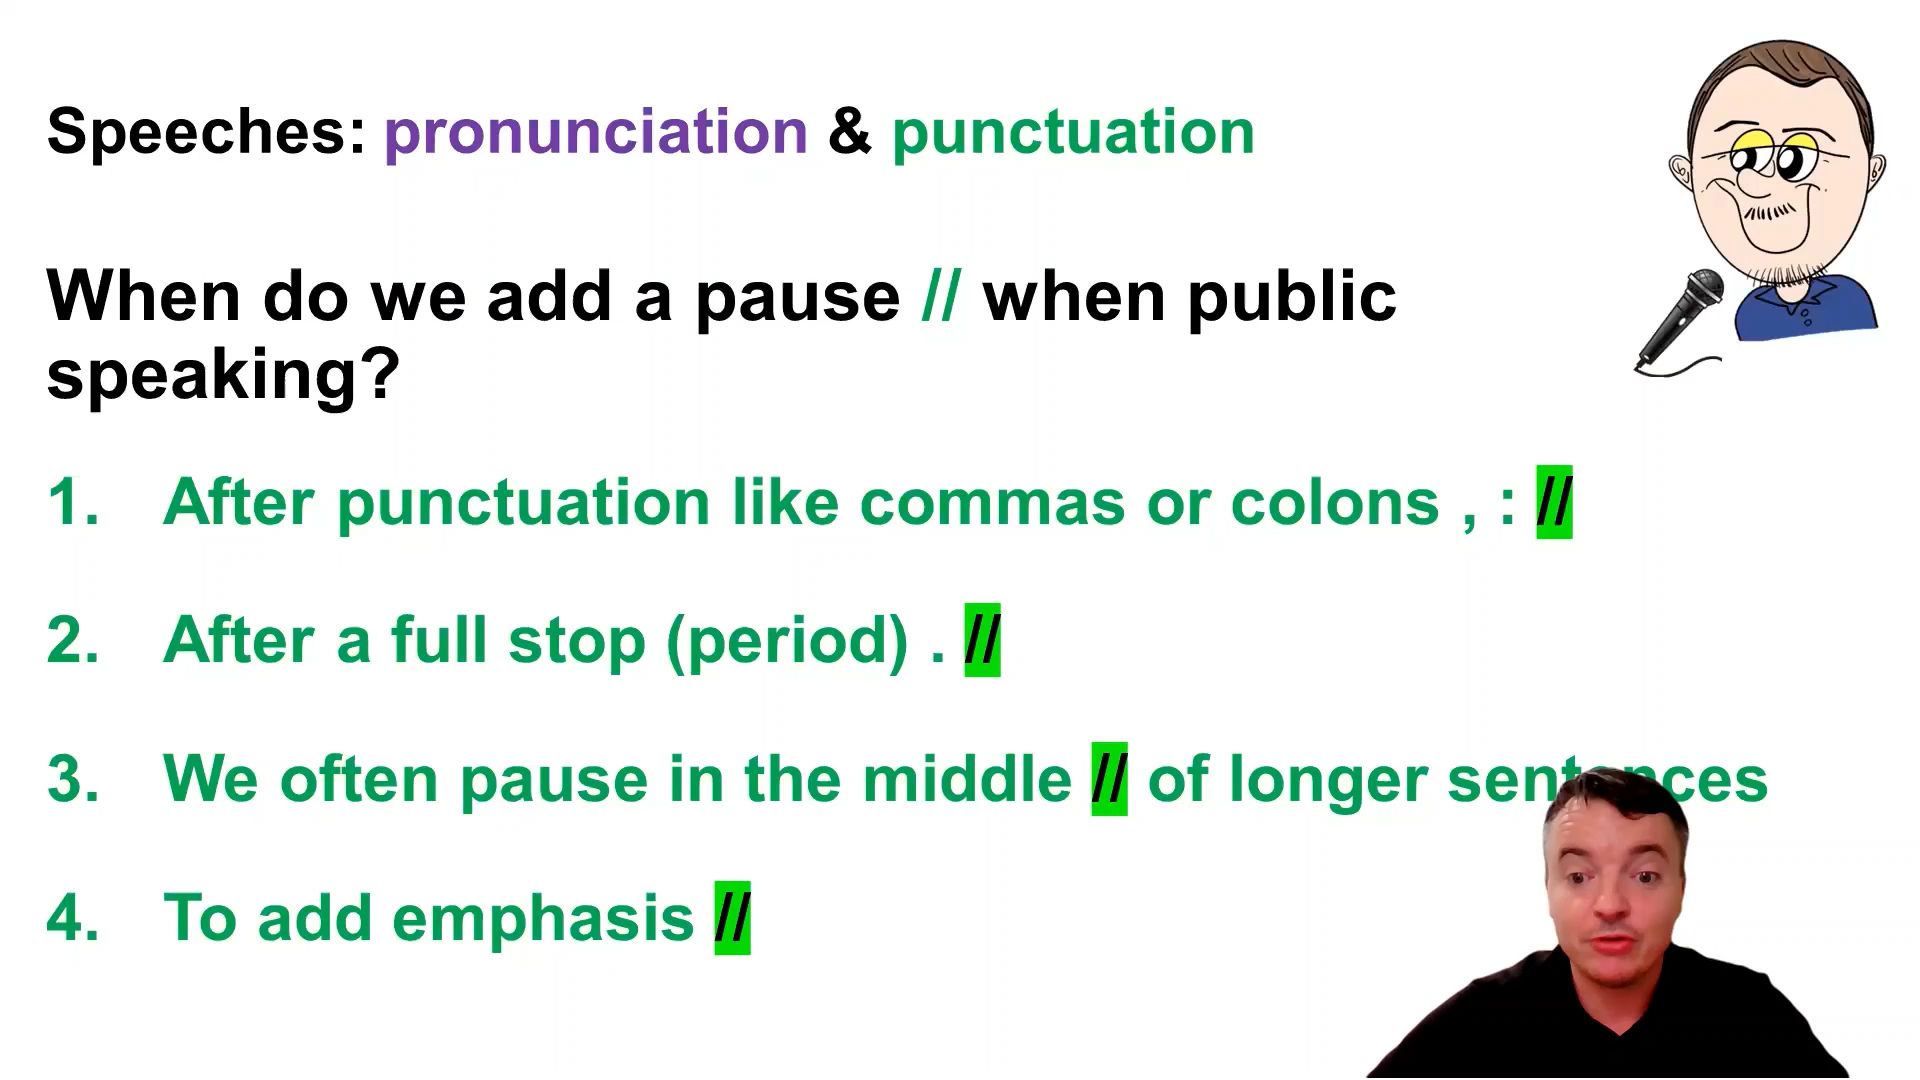 Speeches: pronunciation & punctuation
When do we add a pause // when public
speaking?
1. After punctuation like commas or colons , : //
2. After a full stop (period) . //
3. We often pause in the middle // of longer sentences
4. To add emphasis //